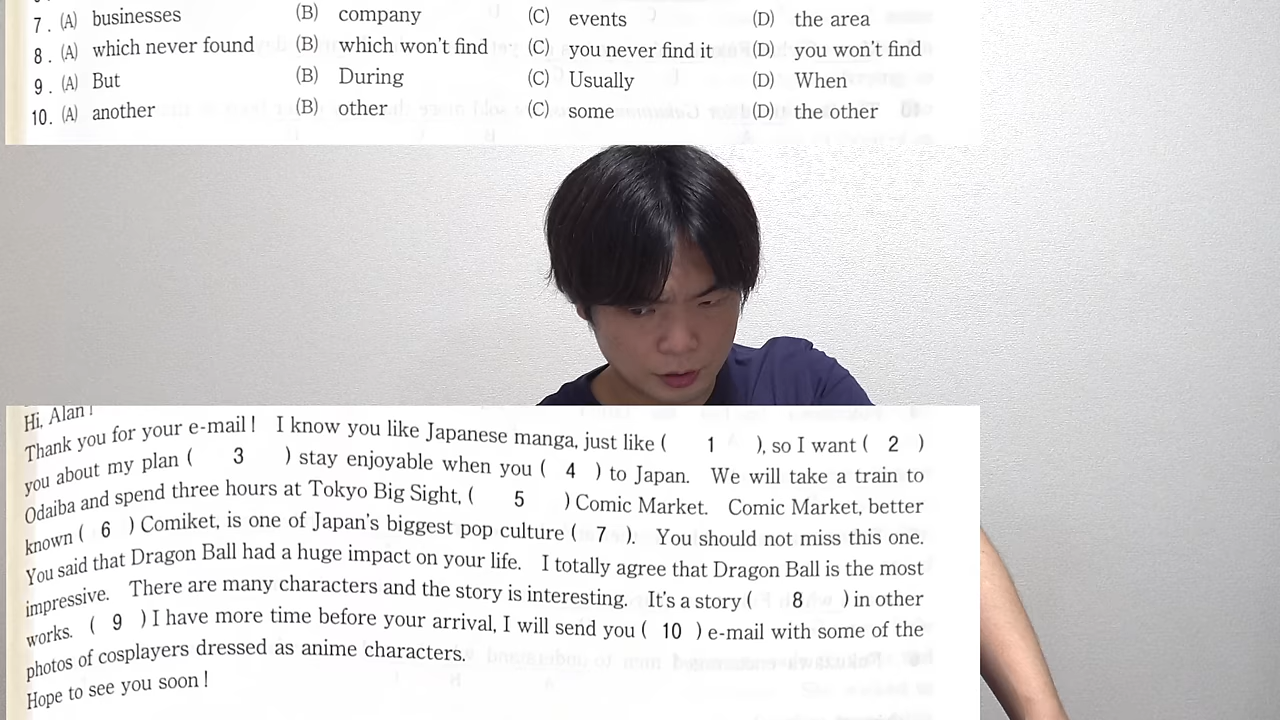 7. (A) businesses (B) company (C) events (D) the area
8. (A) which never found (B) which won't find (C) you never find it (D) you won't find
9. (A) But (B) During (C) Usually (D) When
10. (A) another (B) other (C) some (D) the other
Hi, Alan!
Thank you for your e-mail! I know you like Japanese manga, just like ( 1 ), so I want ( 2 )
you about my plan ( 3 ) stay enjoyable when you ( 4 ) to Japan. We will take a train to
Odaiba and spend three hours at Tokyo Big Sight, ( 5 ) Comic Market. Comic Market, better
known ( 6 ) Comiket, is one of Japan's biggest pop culture ( 7 ). You should not miss this one.
You said that Dragon Ball had a huge impact on your life. I totally agree that Dragon Ball is the most
impressive. There are many characters and the story is interesting. It's a story ( 8 ) in other
works. ( 9 ) I have more time before your arrival, I will send you ( 10 ) e-mail with some of the
photos of cosplayers dressed as anime characters.
Hope to see you soon!